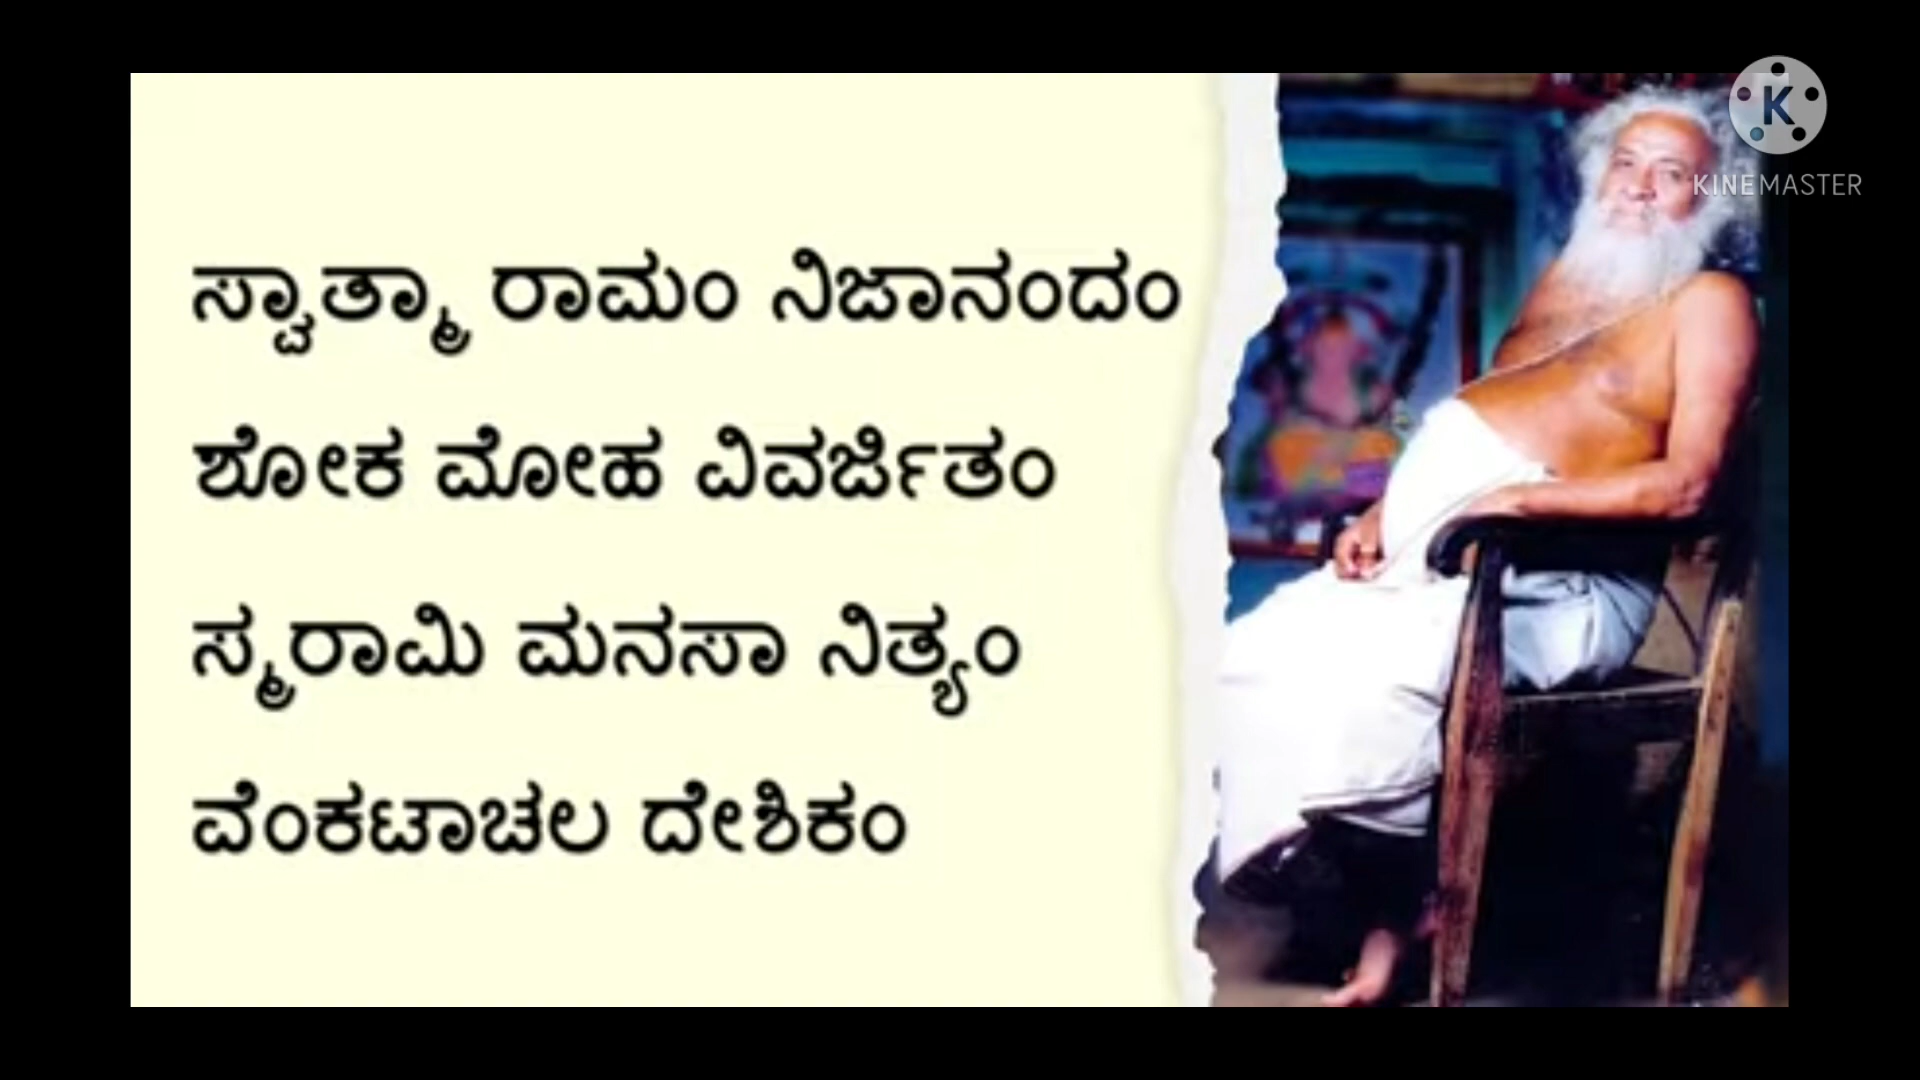 ಸ್ವಾತ್ಮಾ ರಾಮಂ ನಿಜಾನಂದಂ
ಶೋಕ ಮೋಹ ವಿವರ್ಜಿತಂ
ಸ್ಮರಾಮಿ ಮನಸಾ ನಿತ್ಯಂ
ವೆಂಕಟಾಚಲ ದೇಶಿಕಂ
K
KINEMASTER